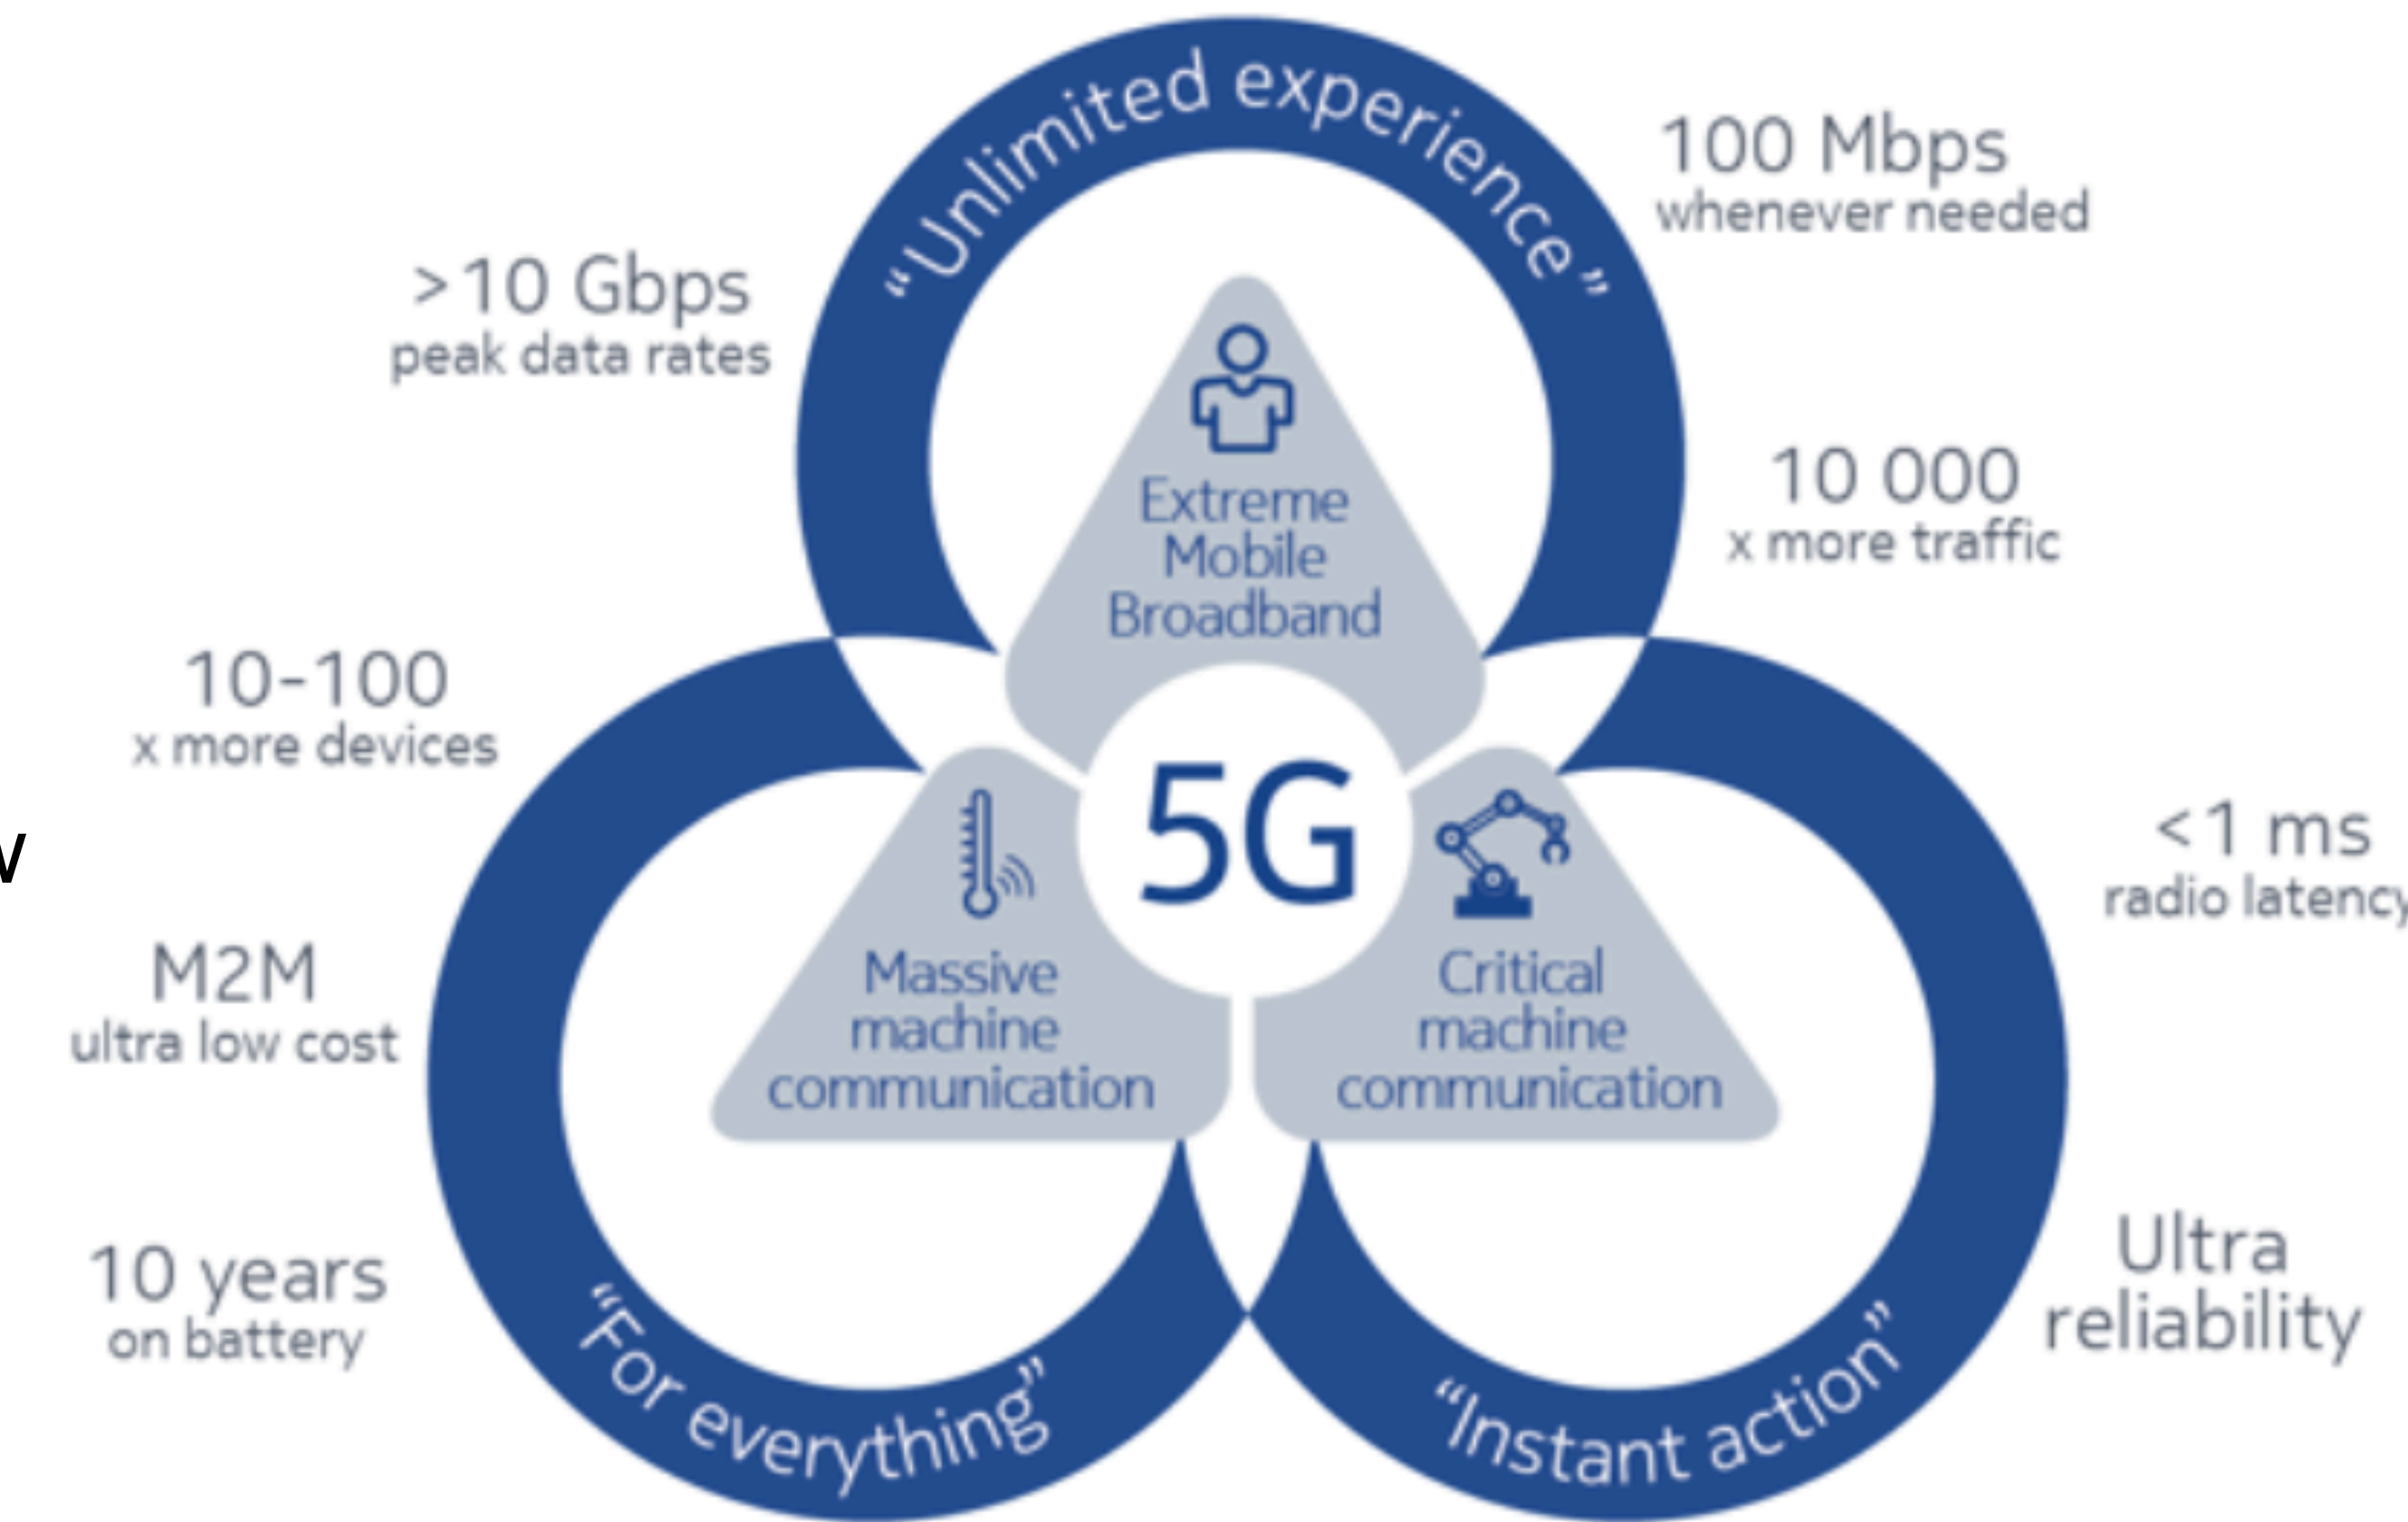 “Unlimited experience”
100 Mbps
whenever needed
>10 Gbps
peak data rates
10 000
x more traffic
Extreme
Mobile
Broadband
10-100
x more devices
5G
<1 ms
radio latency
w
M2M
ultra low cost
Massive
machine
communication
Critical
machine
communication
10 years
on battery
Ultra
reliability
“For everything”
“Instant action”